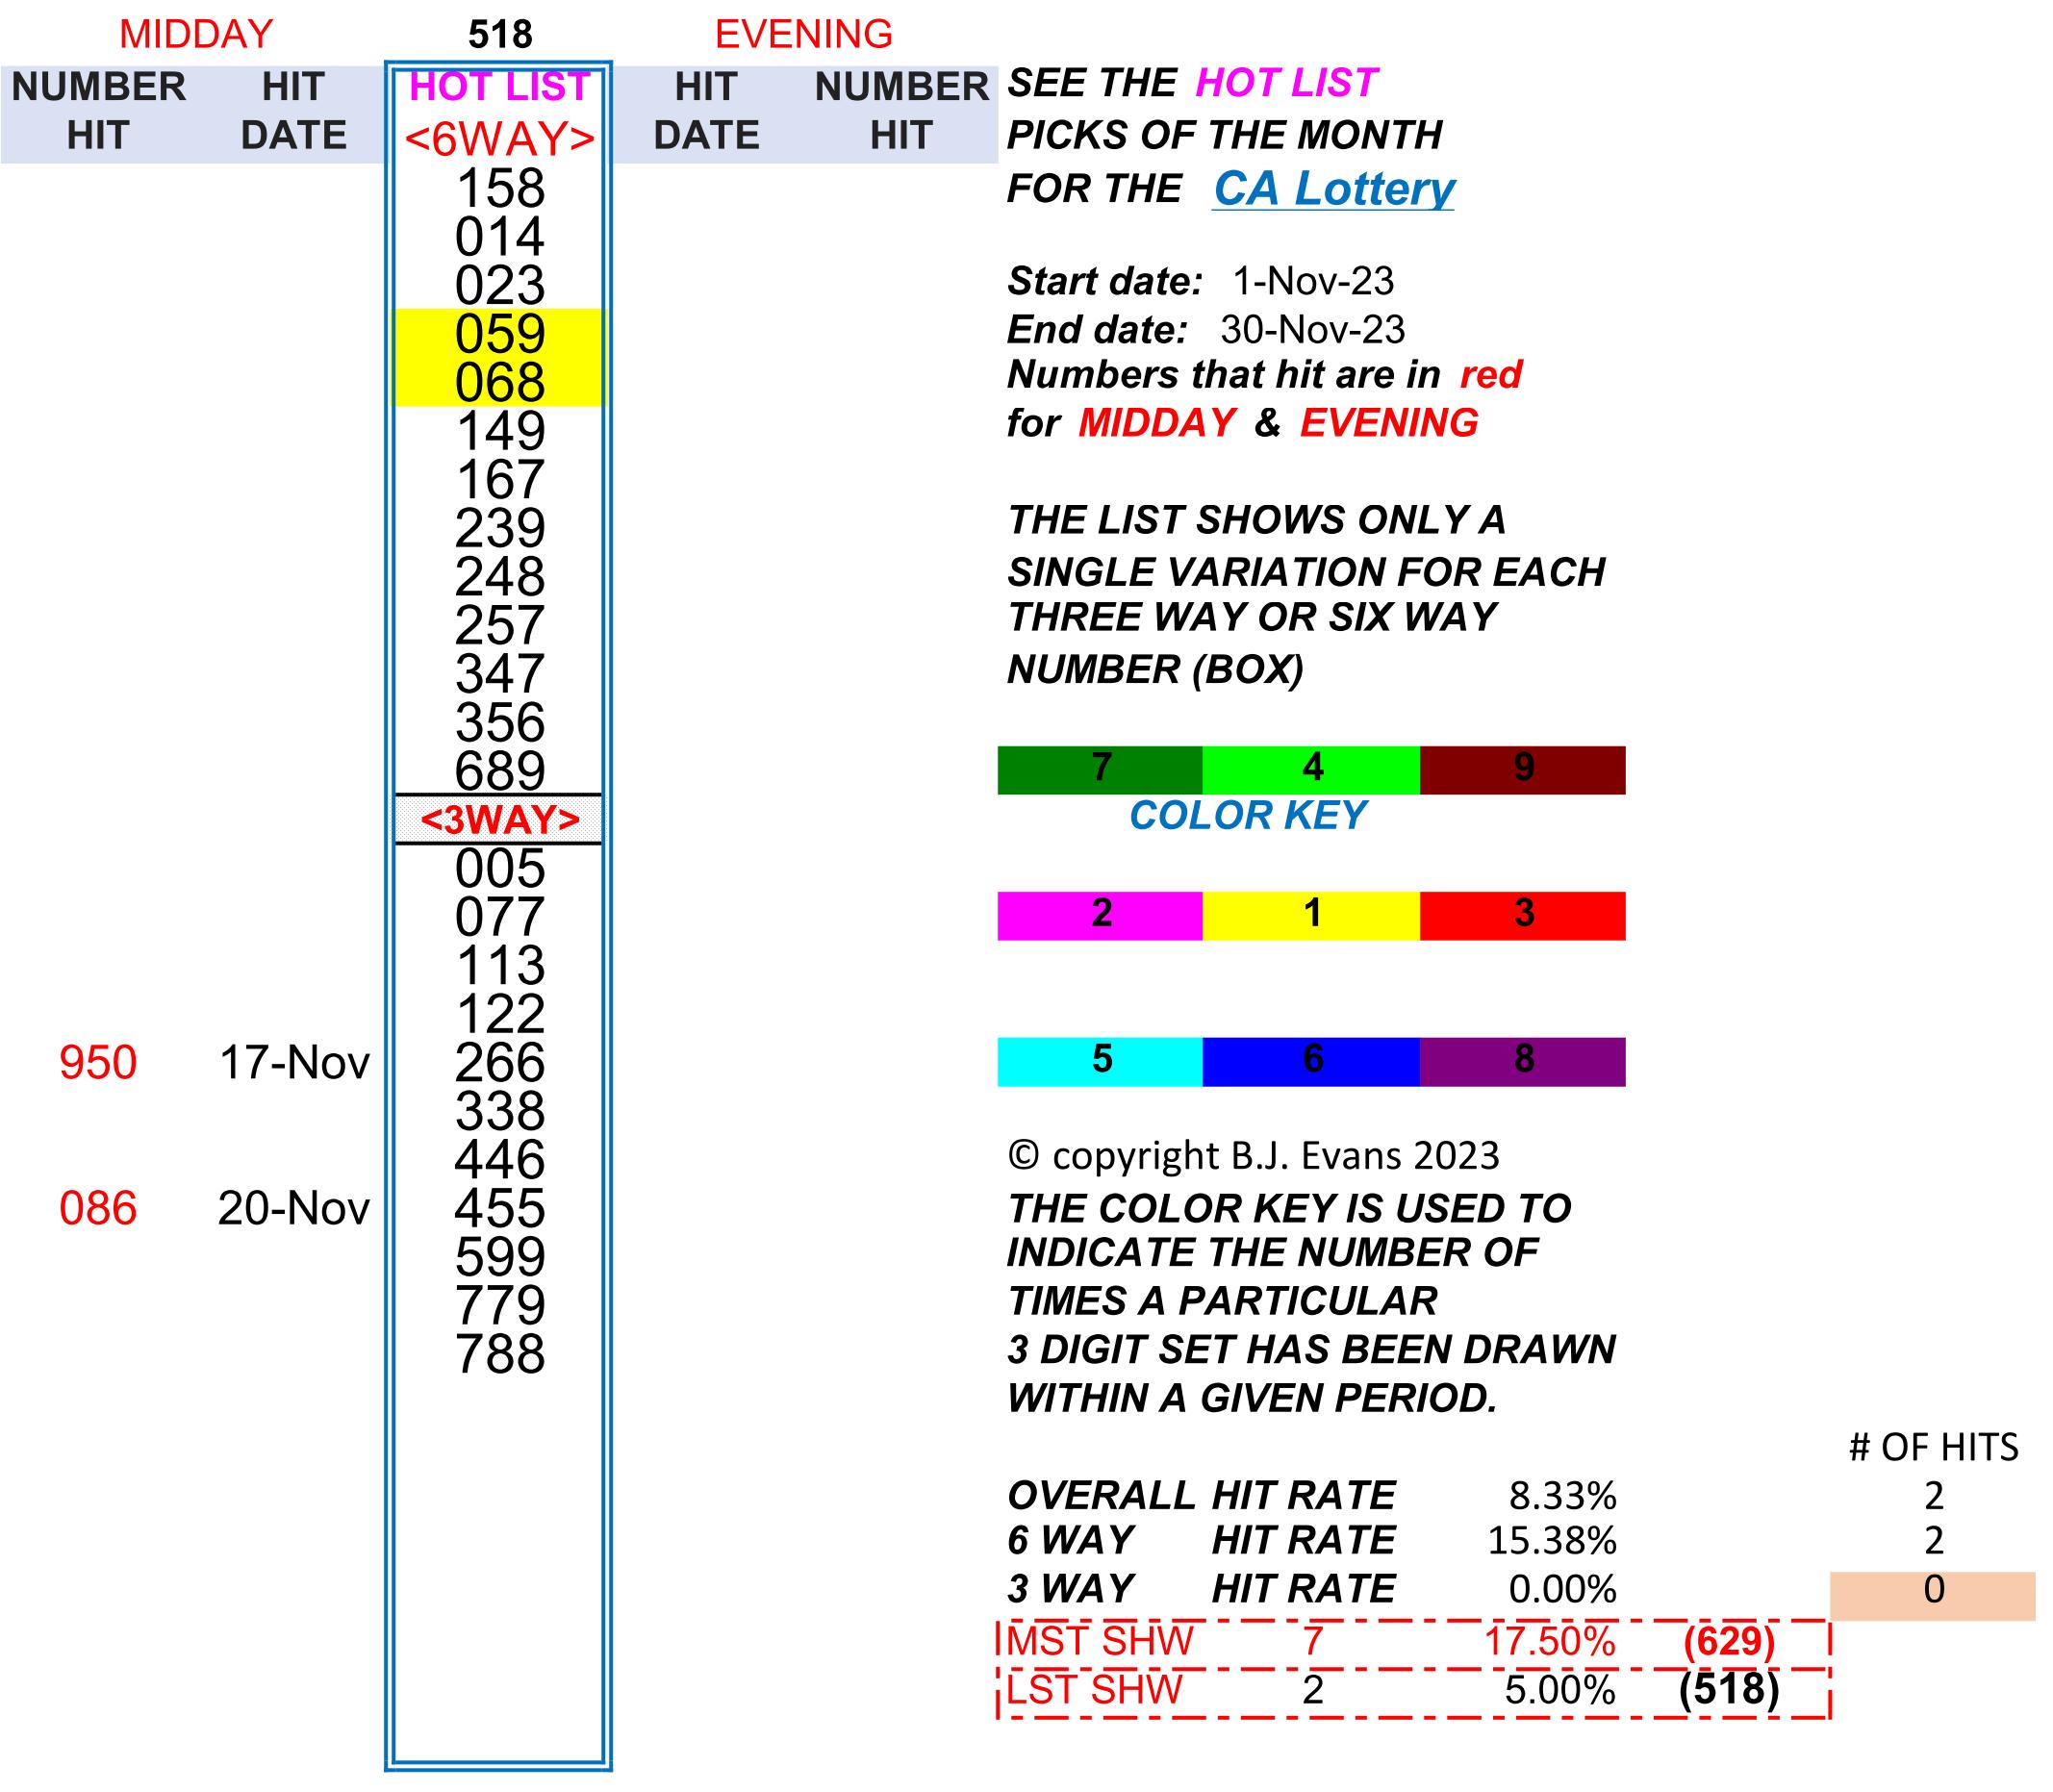 MIDDAY 518 EVENING
NUMBER HIT HOT LIST HIT NUMBER
HIT DATE <6WAY> DATE HIT
158
014
023
059
068
149
167
239
248
257
347
356
689
<3WAY>
005
077
113
122
950 17-Nov 266
338
446
086 20-Nov 455
599
779
788
SEE THE HOT LIST
PICKS OF THE MONTH
FOR THE CA Lottery
Start date: 1-Nov-23
End date: 30-Nov-23
Numbers that hit are in red
for MIDDAY & EVENING
THE LIST SHOWS ONLY A
SINGLE VARIATION FOR EACH
THREE WAY OR SIX WAY
NUMBER (BOX)
7 4 9
COLOR KEY
2 1 3
5 6 8
© copyright B.J. Evans 2023
THE COLOR KEY IS USED TO
INDICATE THE NUMBER OF
TIMES A PARTICULAR
3 DIGIT SET HAS BEEN DRAWN
WITHIN A GIVEN PERIOD.
# OF HITS
OVERALL HIT RATE 8.33% 2
6 WAY HIT RATE 15.38% 2
3 WAY HIT RATE 0.00% 0
MST SHW 7 17.50% (629)
LST SHW 2 5.00% (518)